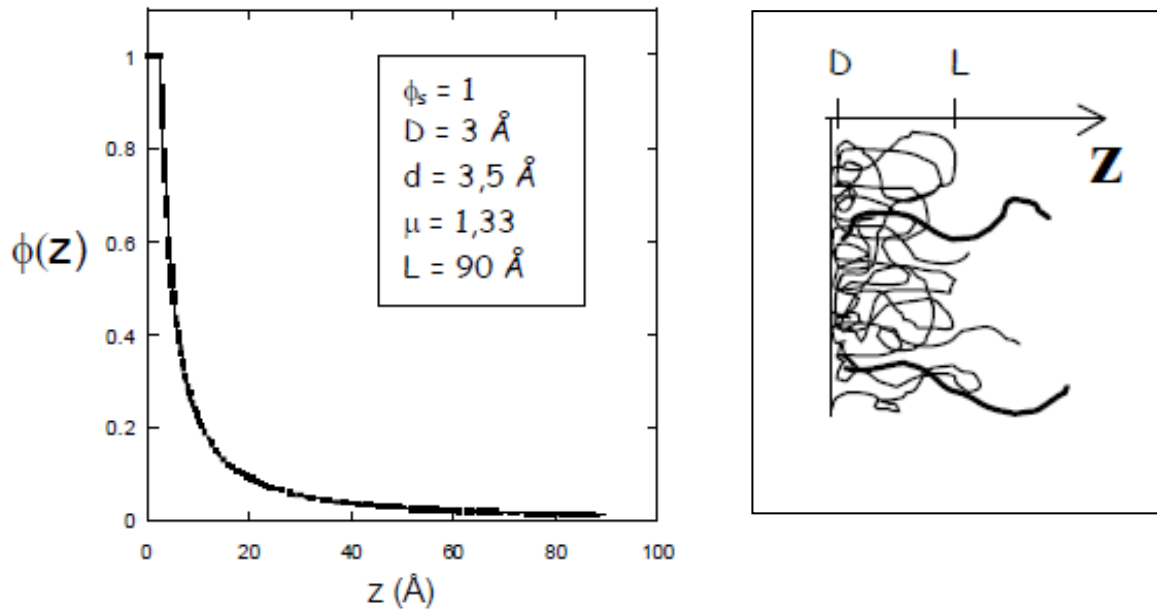 1
0.8
0.6
0.4
0.2
0
ϕ(z)
ϕs = 1
D = 3 Å
d = 3,5 Å
μ = 1,33
L = 90 Å
0 20 40 60 80 100
z (Å)
D L
Z